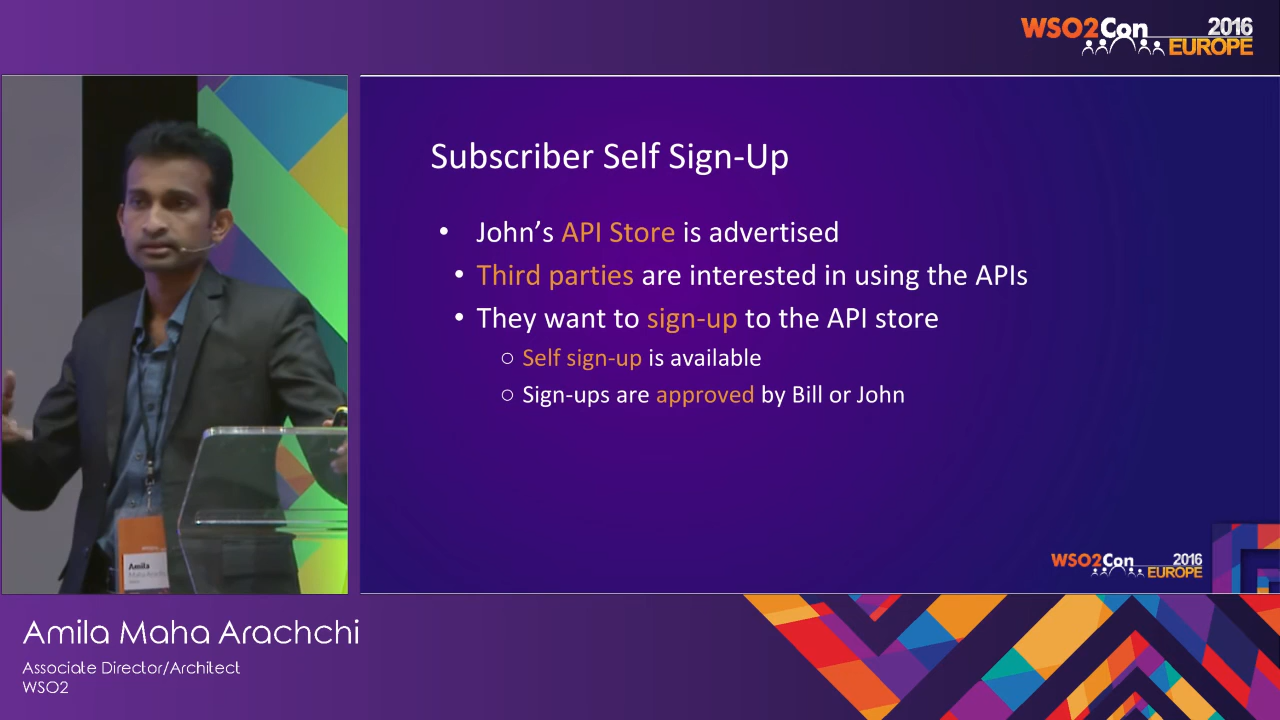 WSO2Con 2016
EUROPE
Subscriber Self Sign-Up
• John’s API Store is advertised
• Third parties are interested in using the APIs
• They want to sign-up to the API store
○ Self sign-up is available
○ Sign-ups are approved by Bill or John
Amila
WSO2Con 2016
EUROPE
Amila Maha Arachchi
Associate Director/Architect
WSO2